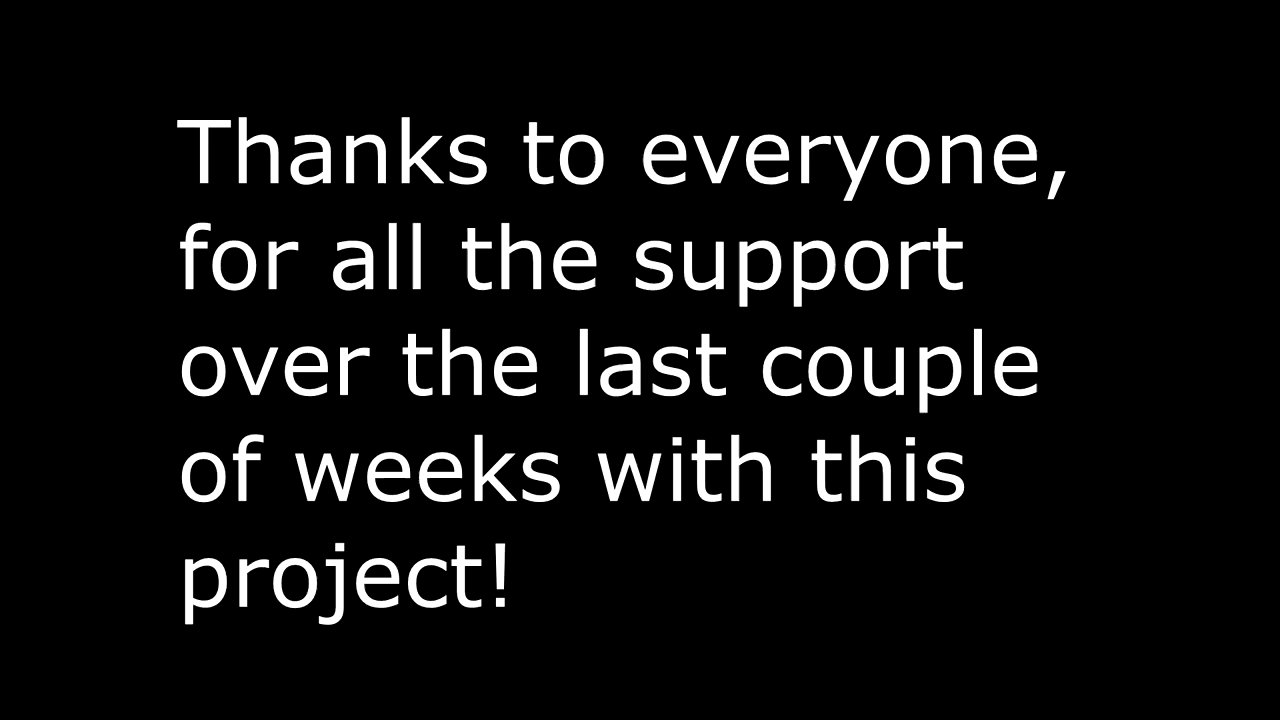 Thanks to everyone,
for all the support
over the last couple
of weeks with this
project!